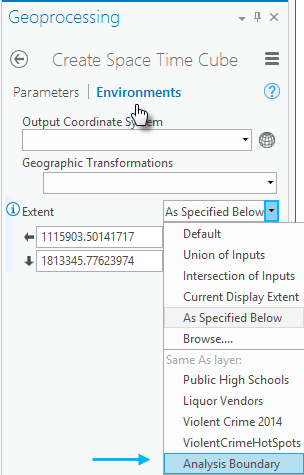 Geoprocessing
Create Space Time Cube
Parameters | Environments
Output Coordinate System
Geographic Transformations
Extent As Specified Below
1115903.50141717
1813345.77623974
Default
Union of Inputs
Intersection of Inputs
Current Display Extent
As Specified Below
Browse....
Same As layer:
Public High Schools
Liquor Vendors
Violent Crime 2014
ViolentCrimeHotSpots
Analysis Boundary